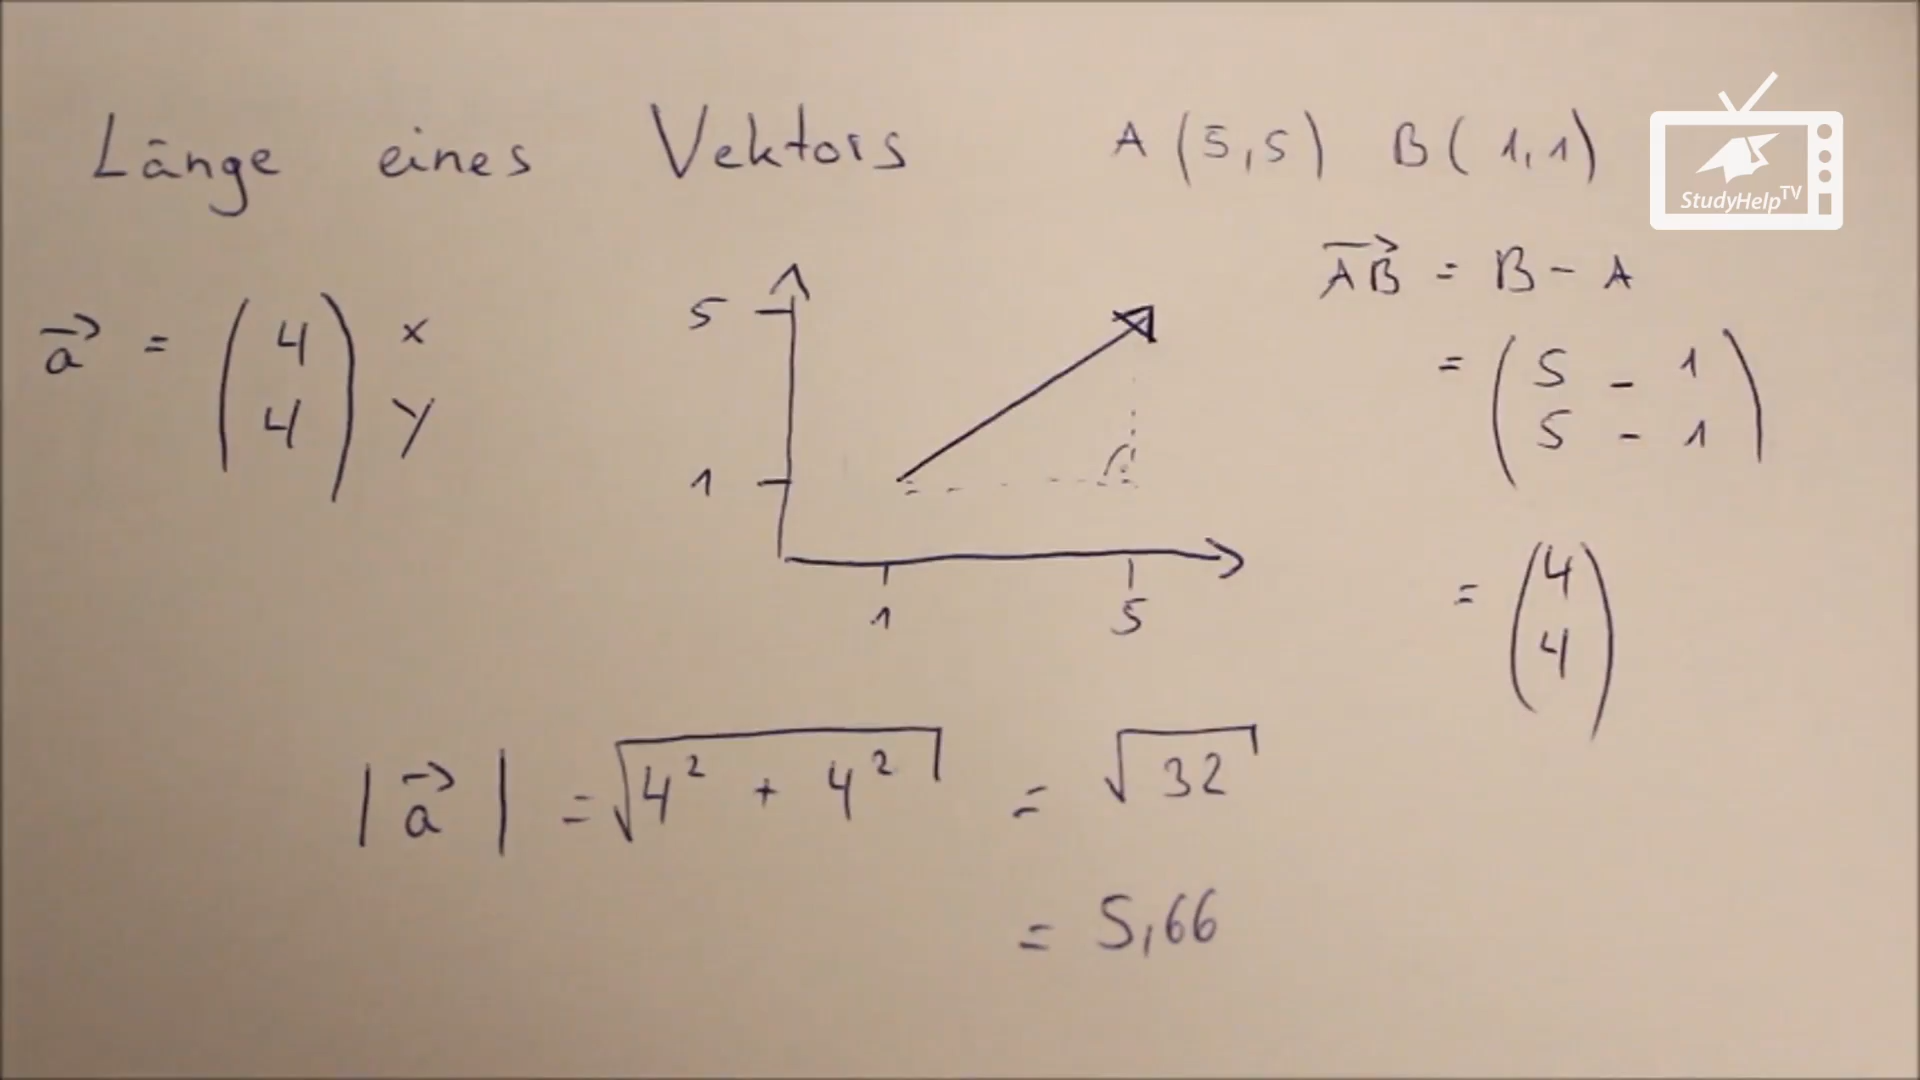 Länge eines Vektors A (5,5) B (1,1)
StudyHelpTV
→AB = B - A
→a = (4 4) x y
= (5 - 1
5 - 1)
= (4
4)
5
1
1 5
|→a| = √4² + 4² = √32
= 5,66